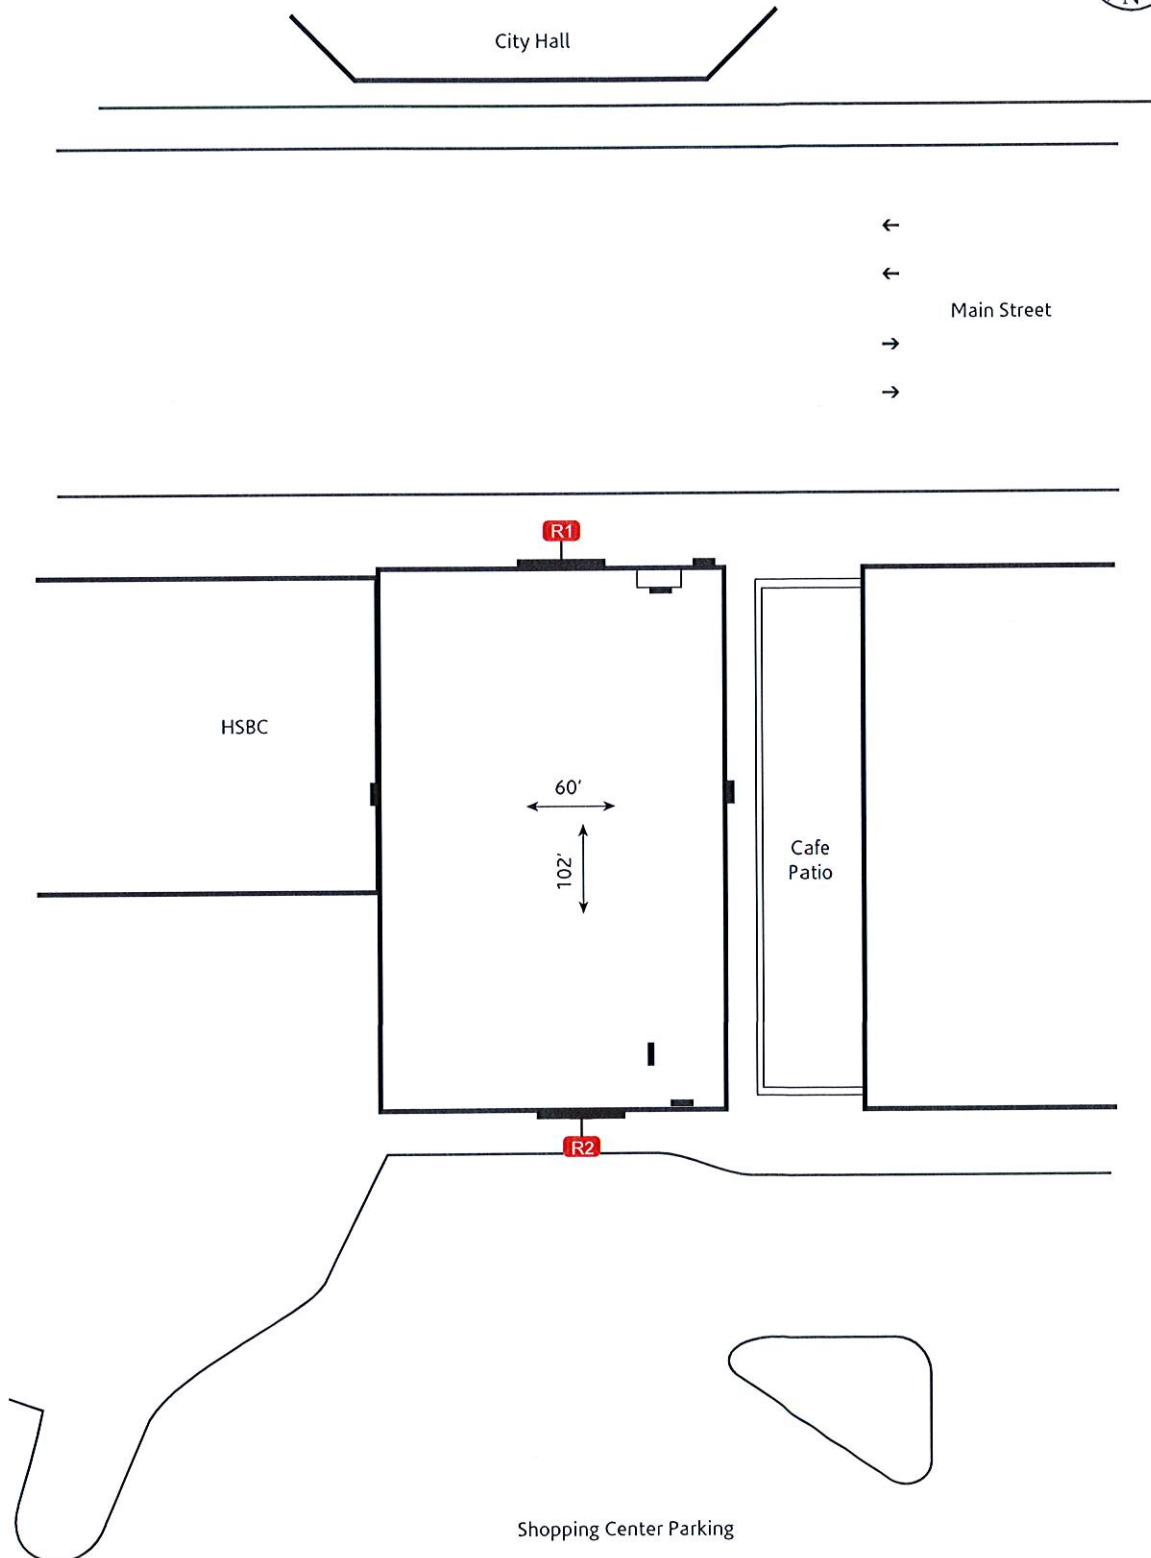 N
City Hall
Main Street
R1
HSBC
60'
102'
Cafe
Patio
R2
Shopping Center Parking